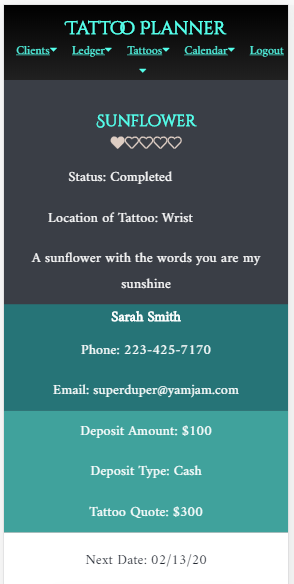 Tattoo Planner
Clients Ledger Tattoos Calendar Logout
Sunflower
Status: Completed
Location of Tattoo: Wrist
A sunflower with the words you are my
sunshine
Sarah Smith
Phone: 223-425-7170
Email: superduper@yamjam.com
Deposit Amount: $100
Deposit Type: Cash
Tattoo Quote: $300
Next Date: 02/13/20